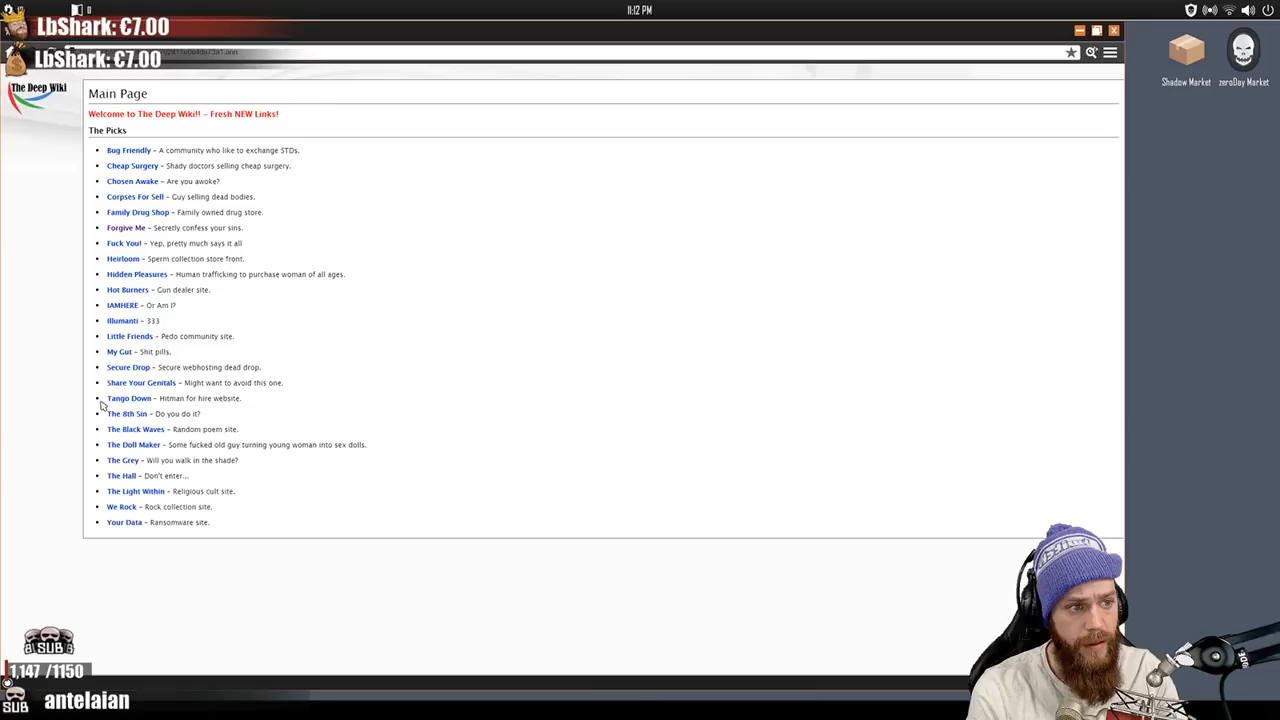 11:12 PM
LbShark: €7.00
LbShark: €7.00
The Deep Wiki
Shadow Market
zeroDay Market
Main Page
Welcome to The Deep Wiki!! – Fresh NEW Links!
The Picks
Bug Friendly – A community who like to exchange STDs.
Cheap Surgery – Shady doctors selling cheap surgery.
Chosen Awake – Are you awoke?
Corpses For Sell – Guy selling dead bodies.
Family Drug Shop – Family owned drug store.
Forgive Me – Secretly confess your sins.
Fuck You! – Yep, pretty much says it all
Heirloom – Sperm collection store front.
Hidden Pleasures – Human trafficking to purchase woman of all ages.
Hot Burners – Gun dealer site.
IAMHERE – Or Am I?
Illumanti – 333
Little Friends – Pedo community site.
My Gut – Shit pills.
Secure Drop – Secure webhosting dead drop.
Share Your Genitals – Might want to avoid this one.
Tango Down – Hitman for hire website.
The 8th Sin – Do you do it?
The Black Waves – Random poem site.
The Doll Maker – Some fucked old guy turning young woman into sex dolls.
The Grey – Will you walk in the shade?
The Hall – Don't enter...
The Light Within – Religious cult site.
We Rock – Rock collection site.
Your Data – Ransomware site.
SUB
1,147 /1150
SUB
antelaian